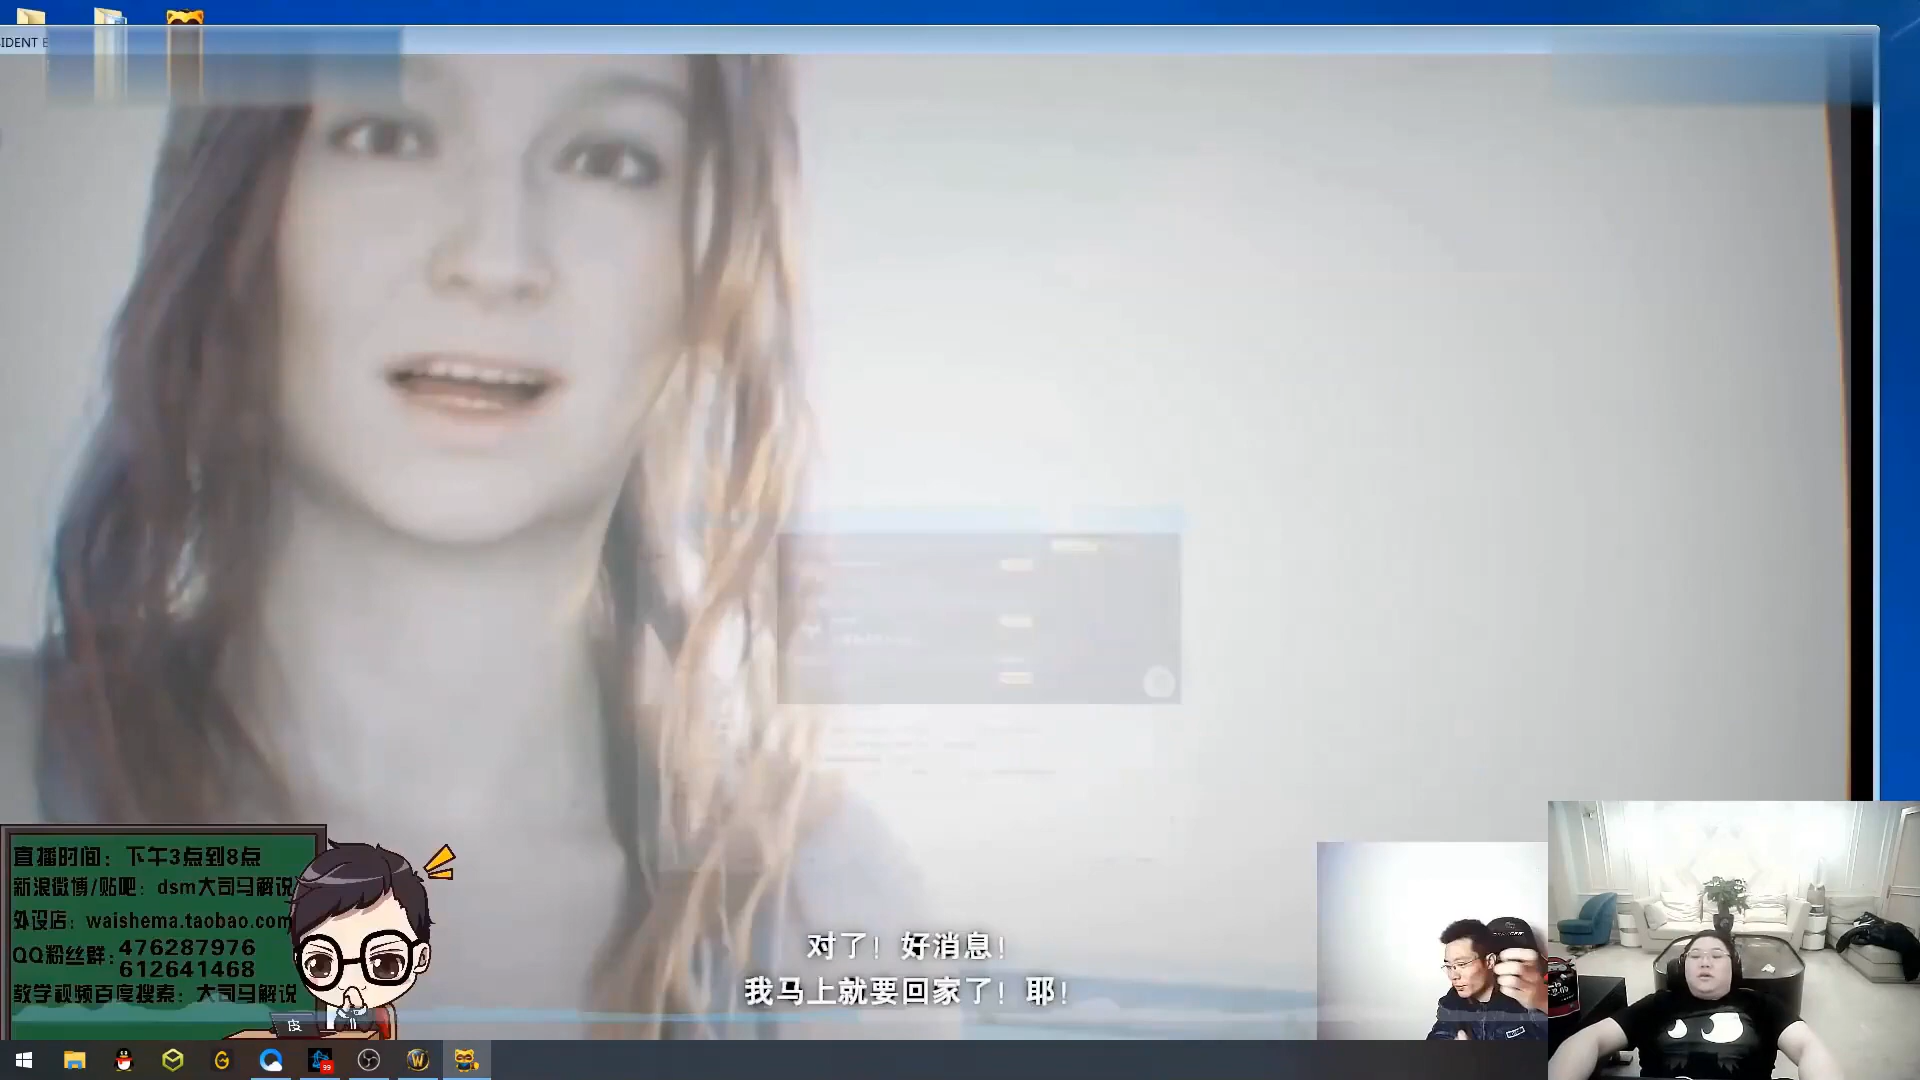 IDENT E
直播时间：下午3点到8点
新浪微博/贴吧：dsm大司马解说
外设店：waishema.taobao.com
QQ粉丝群：476287976
612641468
教学视频百度搜索：大司马解说
皮
对了！好消息！
我马上就要回家了！耶！
99